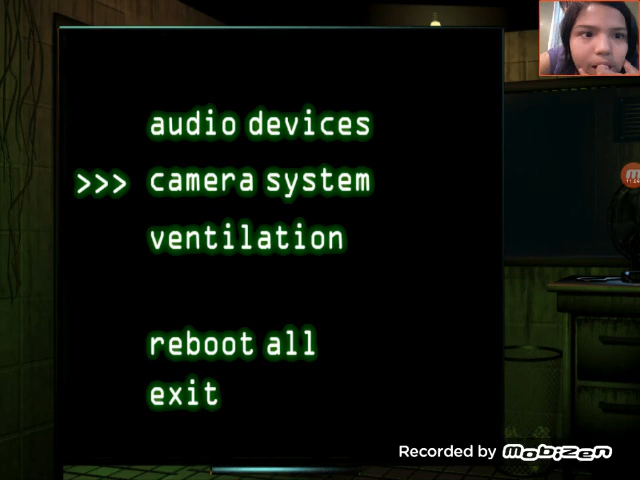 audio devices
>>> camera system
ventilation
reboot all
exit
Recorded by mobizen